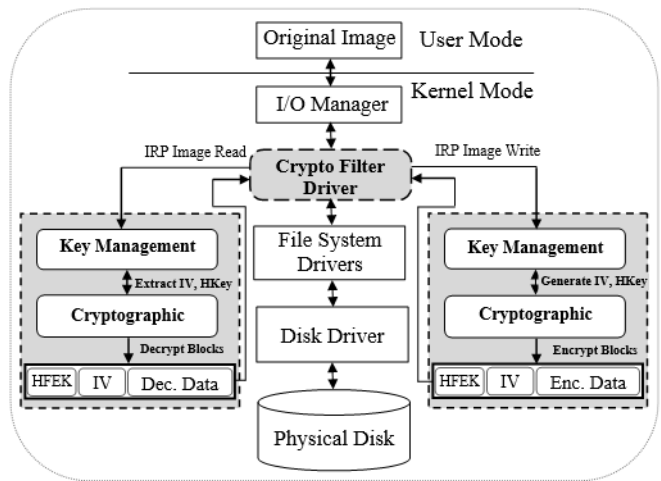 Original Image
User Mode
Kernel Mode
I/O Manager
IRP Image Read
IRP Image Write
Crypto Filter
Driver
Key Management
Extract IV, HKey
Cryptographic
Decrypt Blocks
HFEK
IV
Dec. Data
File System
Drivers
Disk Driver
Physical Disk
Key Management
Generate IV, HKey
Cryptographic
Encrypt Blocks
HFEK
IV
Enc. Data